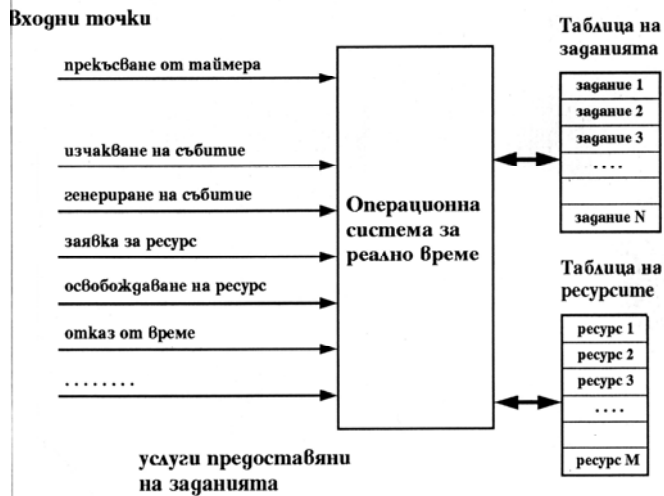 Входни точки
прекъсване от таймера
изчакване на събитие
генериране на събитие
заявка за ресурс
освобождаване на ресурс
отказ от време
........
услуги предоставяни
на заданията
Операционна
система за
реално време
Таблица на
заданията
задание 1
задание 2
задание 3
....
задание N
Таблица на
ресурсите
ресурс 1
ресурс 2
ресурс 3
....
ресурс M